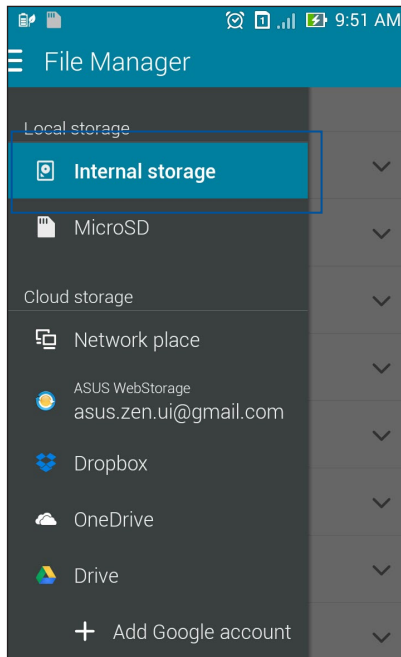 1 9:51 AM
File Manager
Local storage
Internal storage
MicroSD
Cloud storage
Network place
ASUS WebStorage
asus.zen.ui@gmail.com
Dropbox
OneDrive
Drive
+ Add Google account